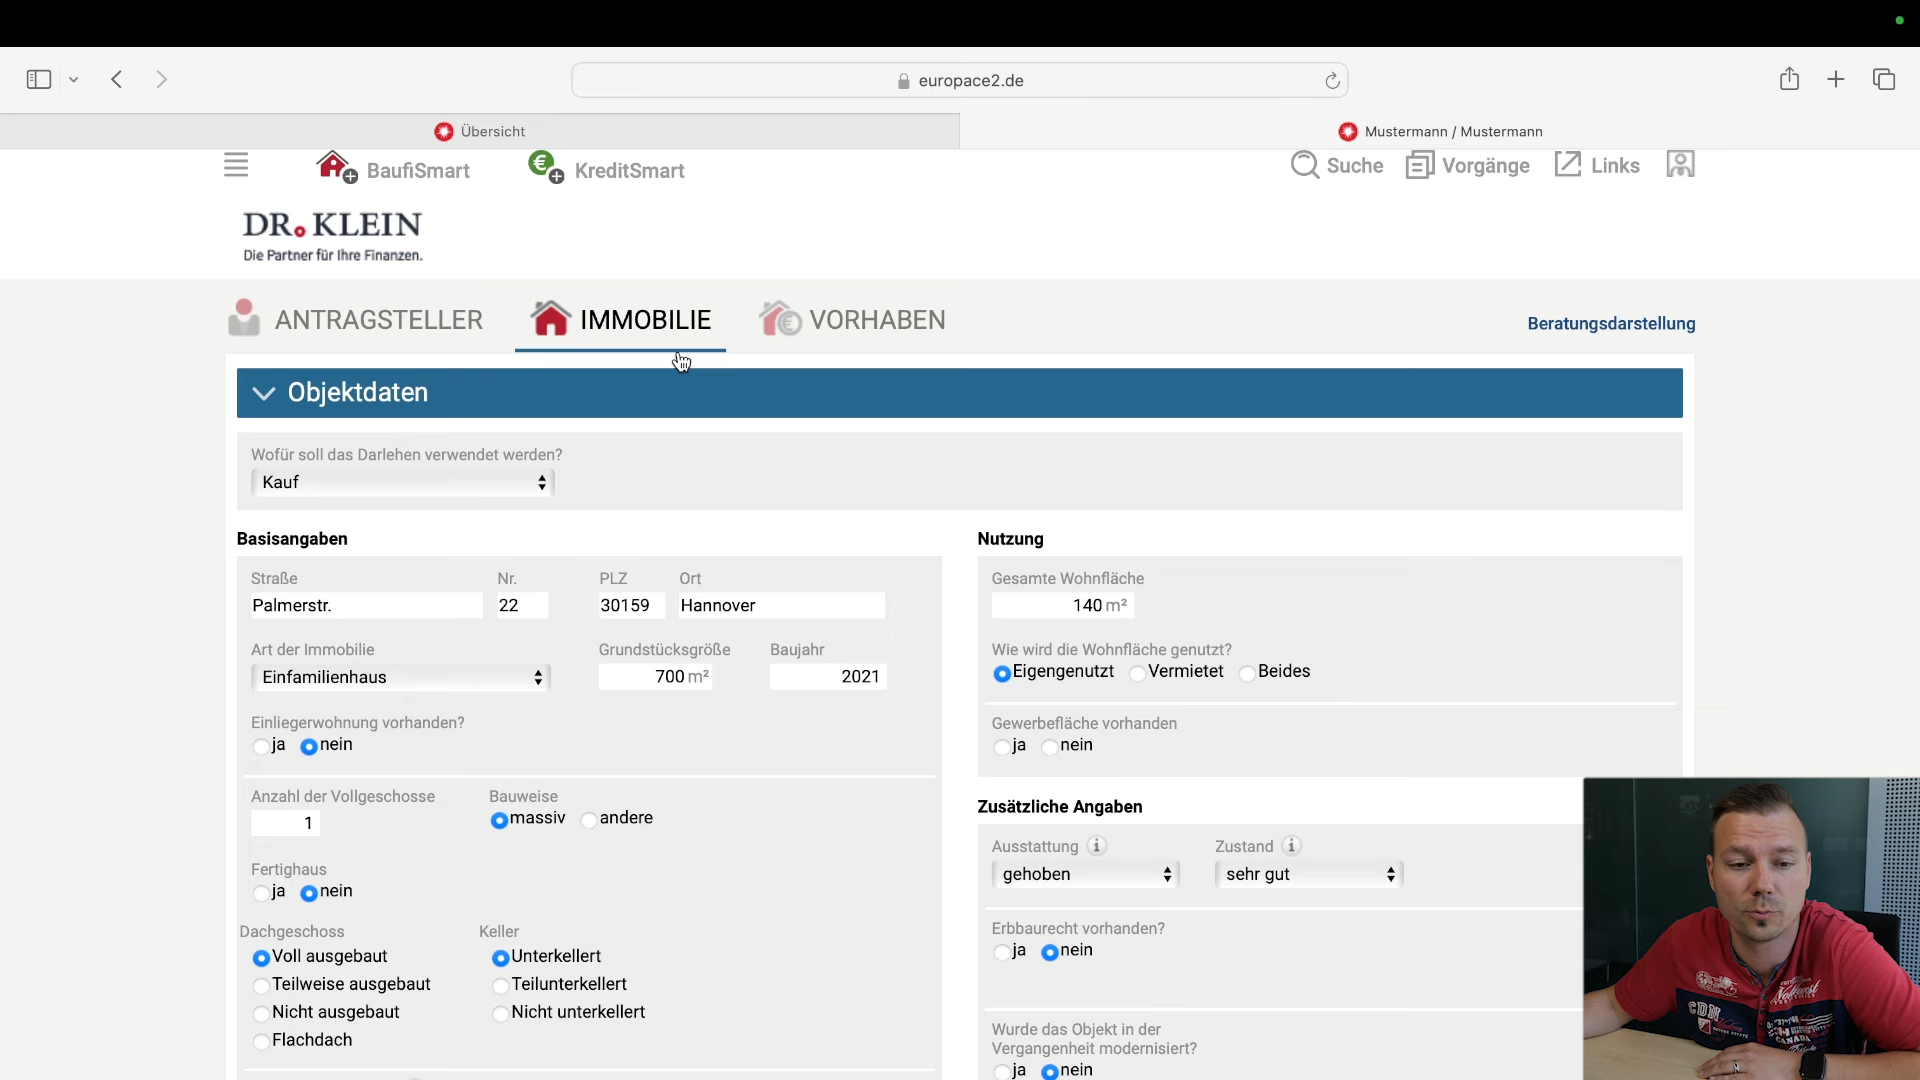 europace2.de
Übersicht
Mustermann / Mustermann
BaufiSmart
KreditSmart
Suche
Vorgänge
Links
DR. KLEIN
Die Partner für Ihre Finanzen.
ANTRAGSTELLER
IMMOBILIE
VORHABEN
Beratungsdarstellung
Objektdaten
Wofür soll das Darlehen verwendet werden?
Kauf
Basisangaben
Straße Nr. PLZ Ort
Palmerstr. 22 30159 Hannover
Art der Immobilie Grundstücksgröße Baujahr
Einfamilienhaus 700 m² 2021
Einliegerwohnung vorhanden?
ja nein
Anzahl der Vollgeschosse Bauweise
1 massiv andere
Fertighaus
ja nein
Dachgeschoss Keller
Voll ausgebaut Unterkellert
Teilweise ausgebaut Teilunterkellert
Nicht ausgebaut Nicht unterkellert
Flachdach
Nutzung
Gesamte Wohnfläche
140 m²
Wie wird die Wohnfläche genutzt?
Eigengenutzt Vermietet Beides
Gewerbefläche vorhanden
ja nein
Zusätzliche Angaben
Ausstattung i Zustand i
gehoben sehr gut
Erbbaurecht vorhanden?
ja nein
Wurde das Objekt in der
Vergangenheit modernisiert?
ja nein
CANADA